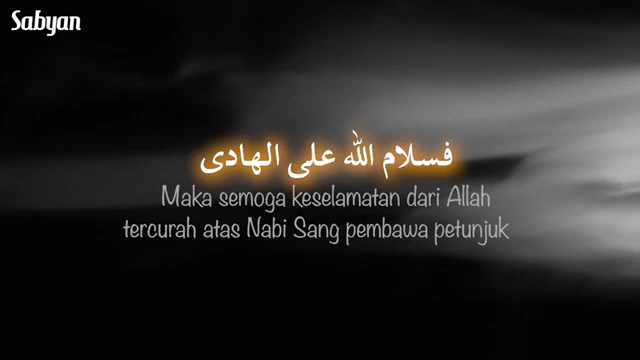 Sabyan
فسلام الله على الهادى
Maka semoga keselamatan dari Allah
tercurah atas Nabi Sang pembawa petunjuk